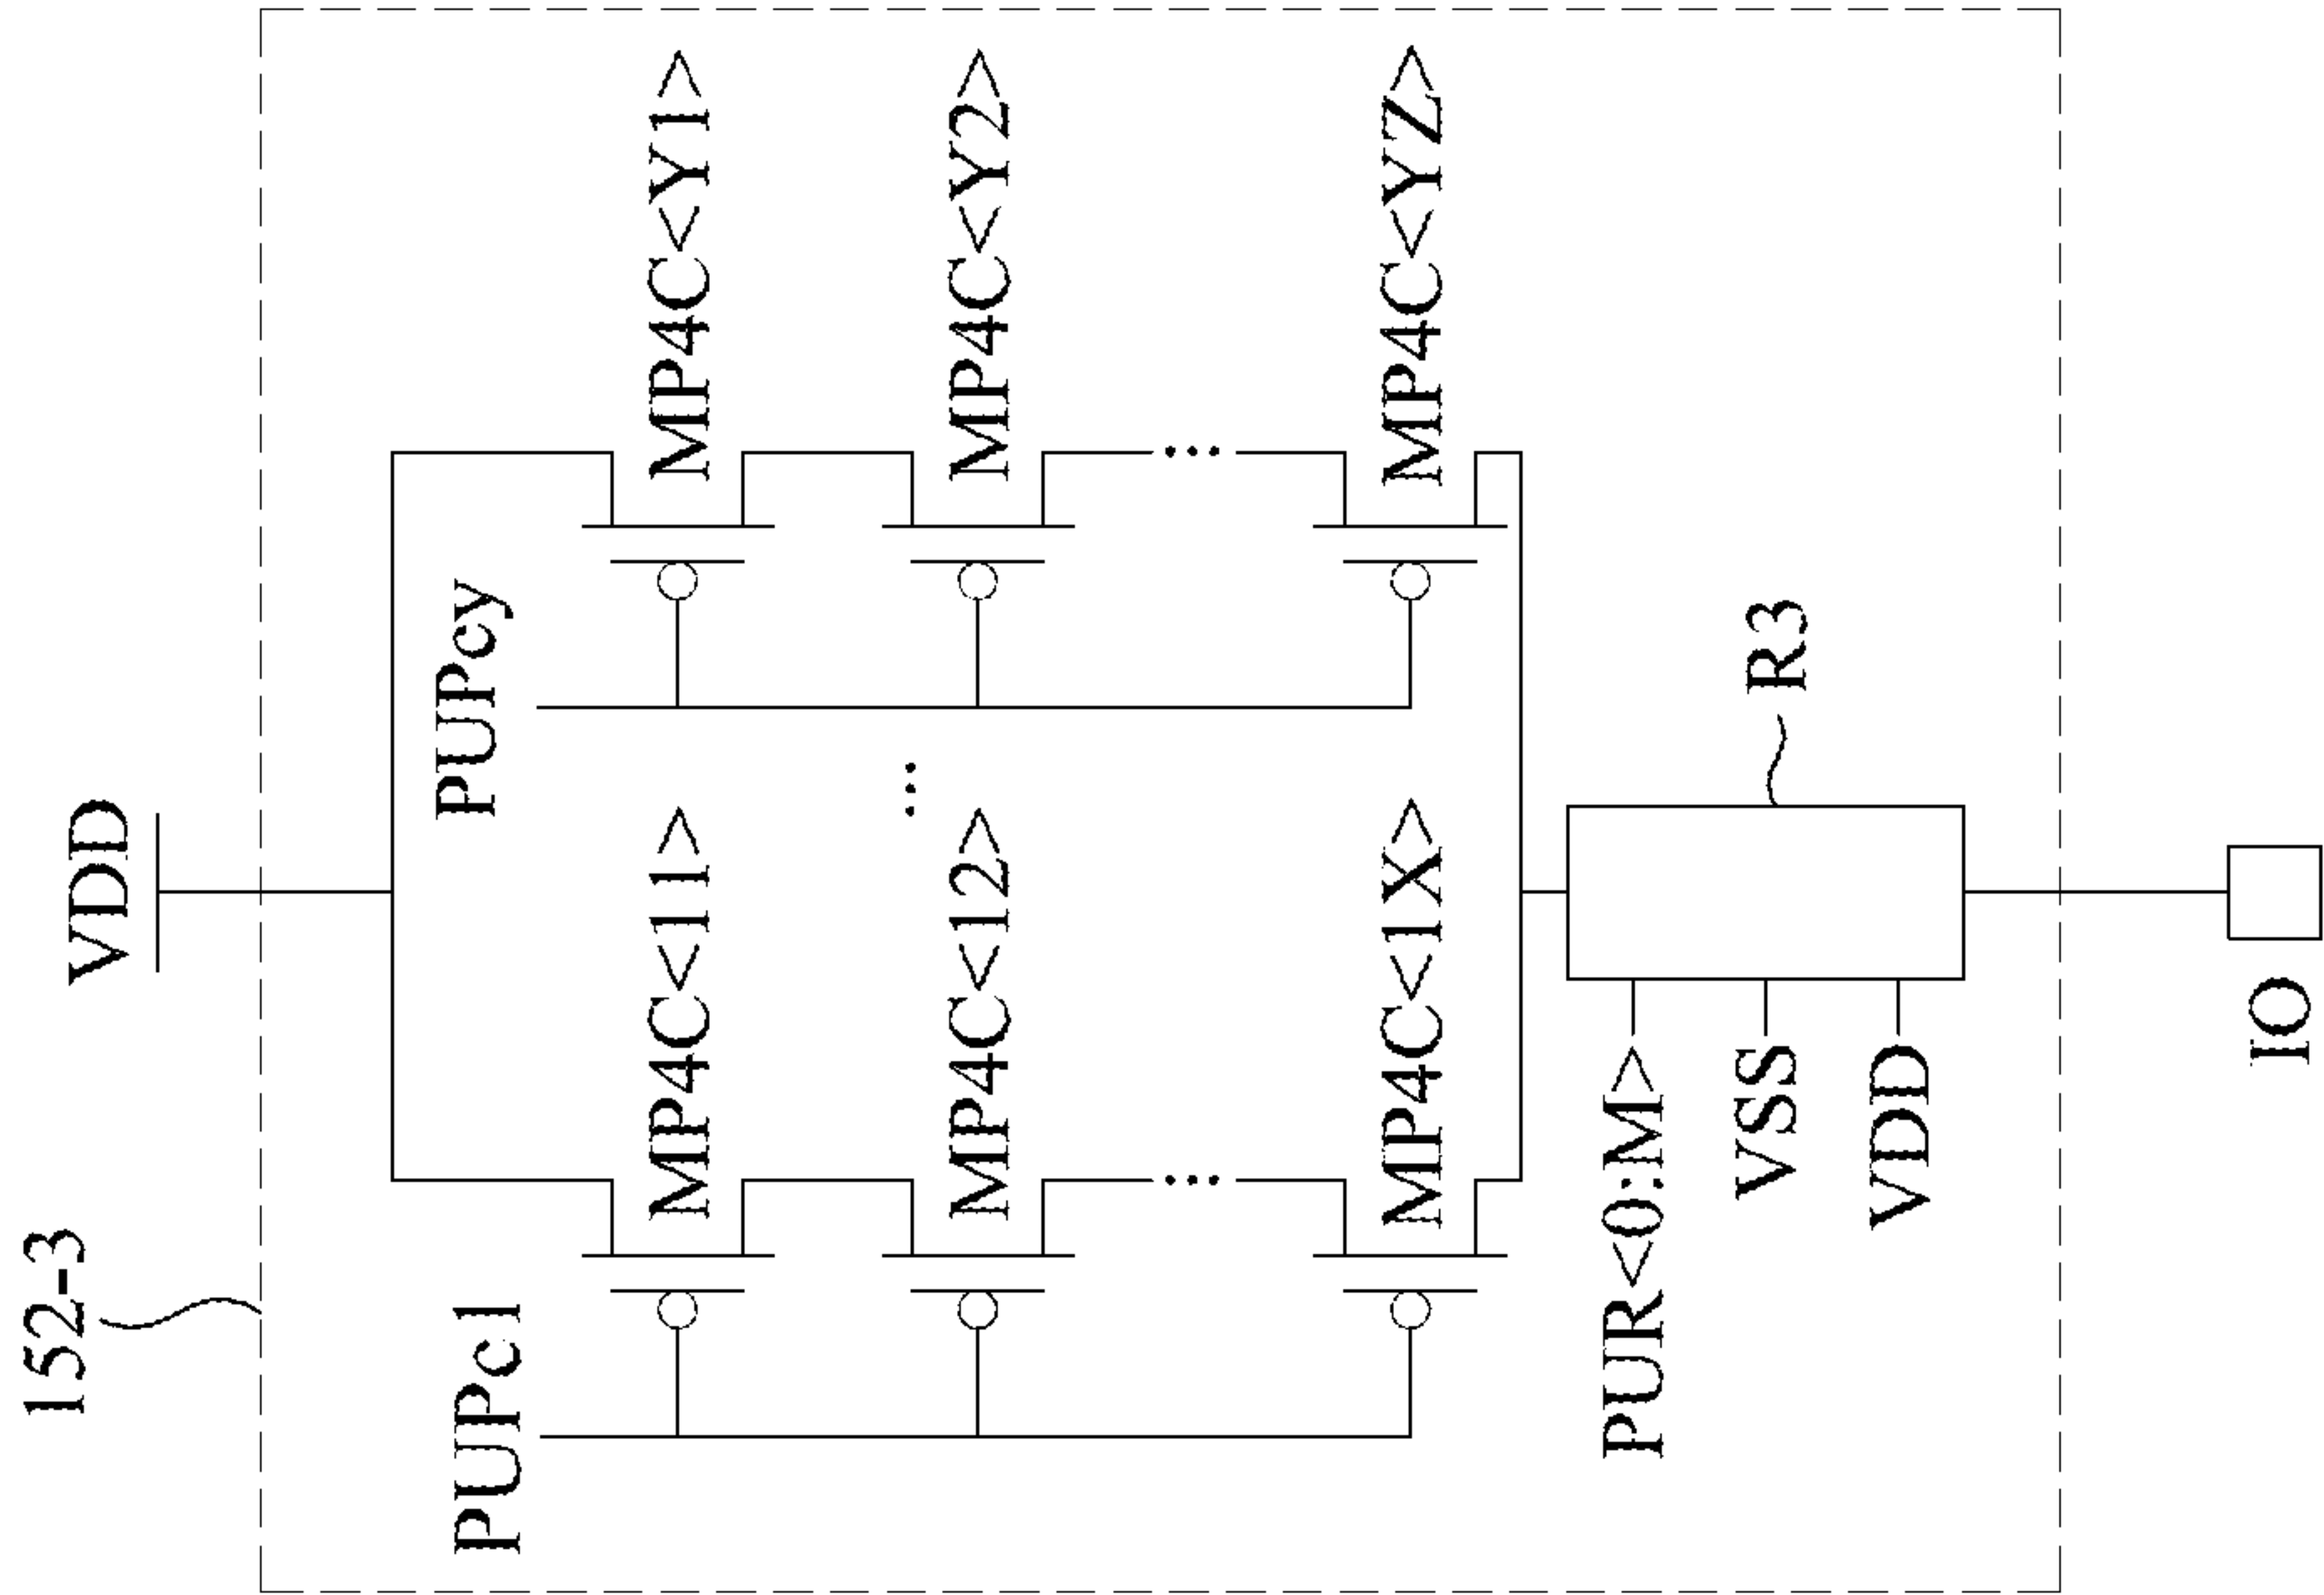 152-3
VDD
PUPc1
PUPcy
MP4C<11>
MP4C<Y1>
MP4C<12>
...
MP4C<Y2>
...
...
MP4C<1X>
MP4C<YZ>
PUR<0:M>
VSS
VDD
R3
IO